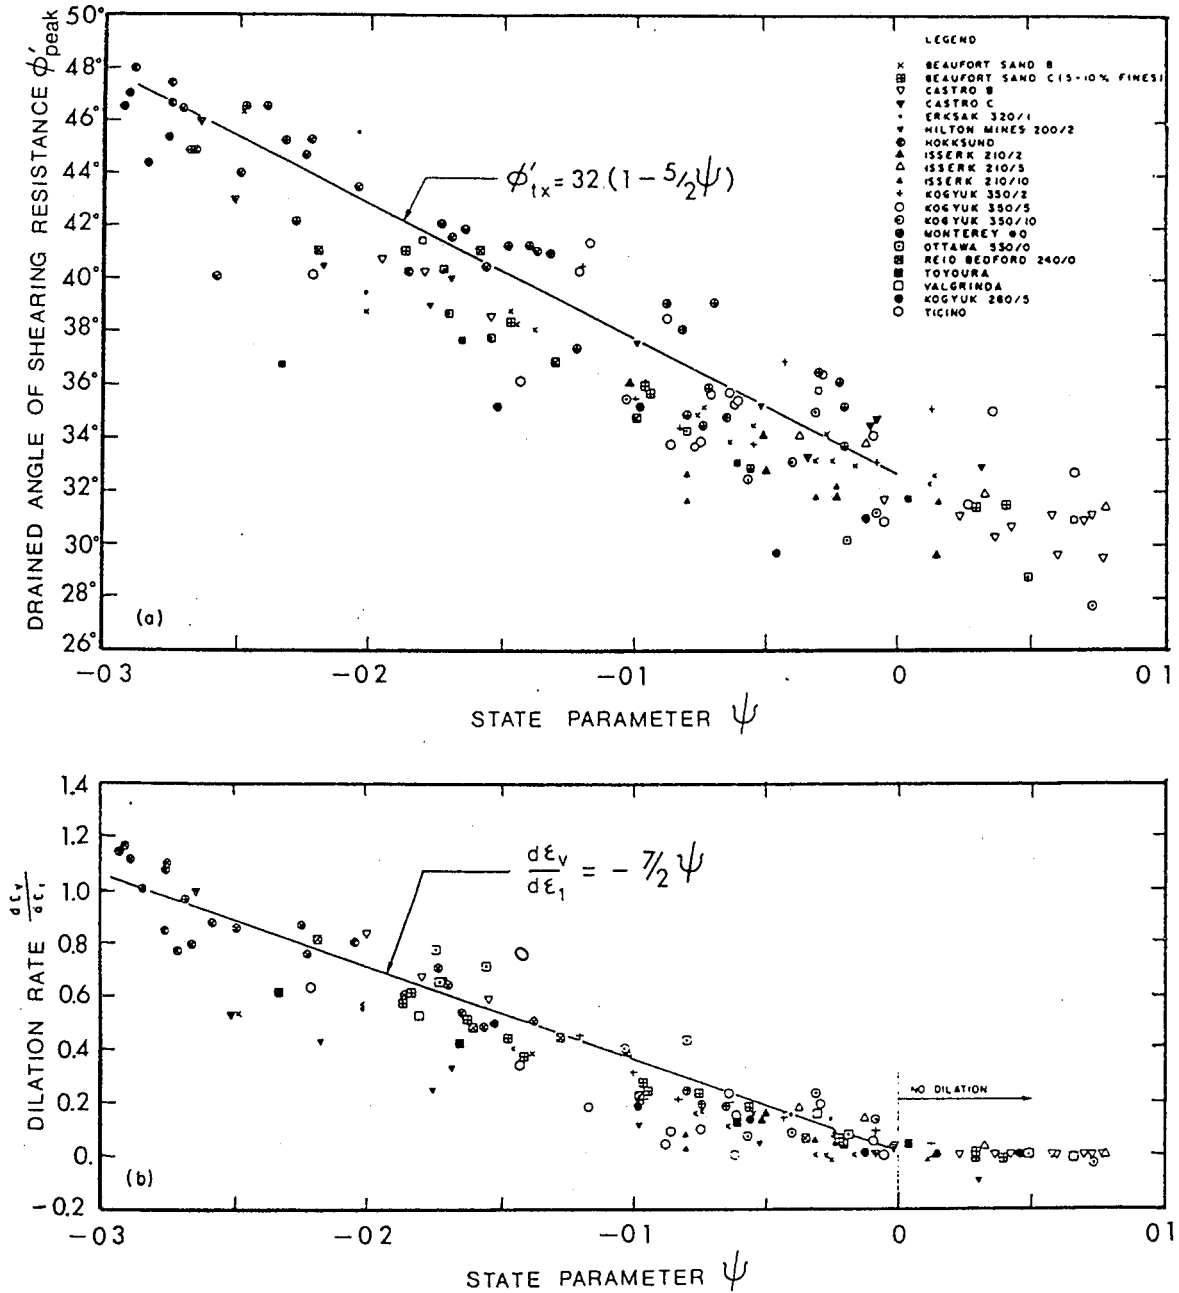 DRAINED ANGLE OF SHEARING RESISTANCE ϕ′peak
50°
48°
46°
44°
42°
40°
38°
36°
34°
32°
30°
28°
26°
ϕ′tx = 32.(1 − 5/2 ψ)
LEGEND
BEAUFORT SAND B
BEAUFORT SAND C (5-10% FINES)
CASTRO B
CASTRO C
ERKSAK 320/1
HILTON MINES 200/2
HOKKSUND
ISSERK 210/2
ISSERK 210/5
ISSERK 210/10
KOGYUK 350/2
KOGYUK 350/5
KOGYUK 350/10
MONTEREY #0
OTTAWA 530/0
REID BEDFORD 240/0
TOYOURA
VALGRINDA
KOGYUK 280/5
TICINO
(a)
−0 3 −0 2 −0 1 0 0 1
STATE PARAMETER ψ
DILATION RATE dεv/dε1
1.4
1.2
1.0
0.8
0.6
0.4
0.2
0.
−0.2
dεv/dε1 = − 7/2 ψ
NO DILATION
(b)
−0 3 −0 2 −0 1 0 0 1
STATE PARAMETER ψ